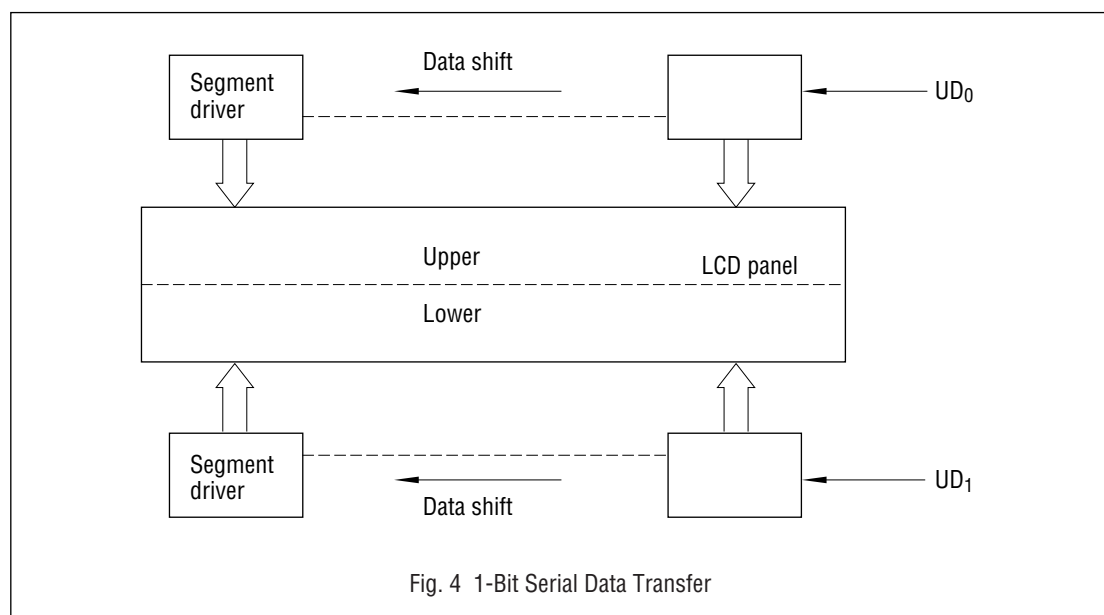 Segment
driver
Data shift
UD₀
Upper
LCD panel
Lower
Segment
driver
Data shift
UD₁
Fig. 4 1-Bit Serial Data Transfer